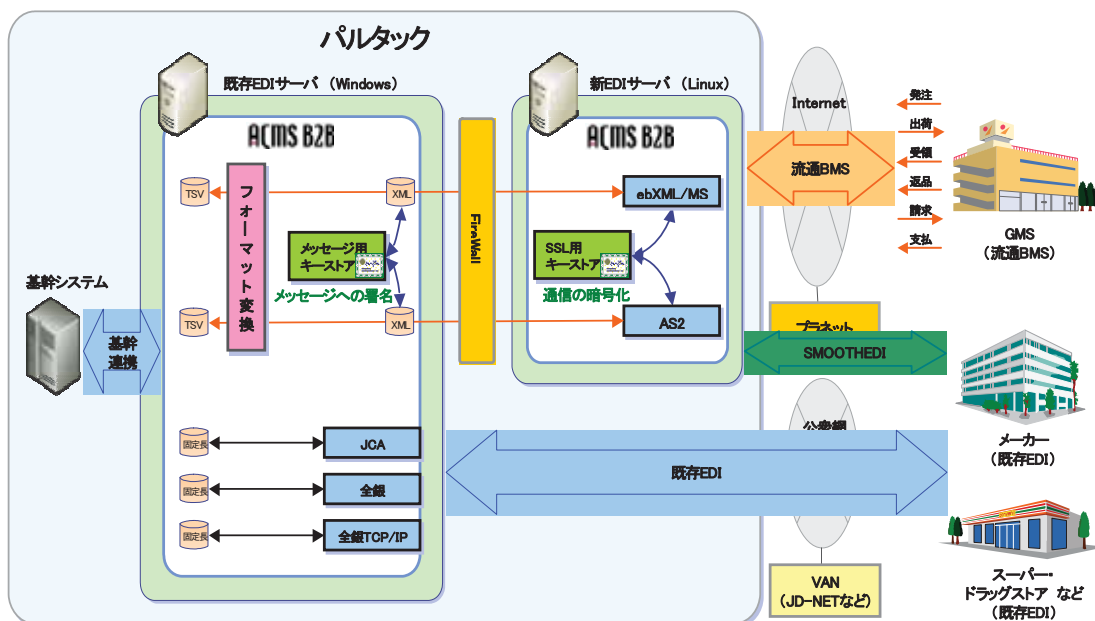 パルタック
既存EDIサーバ （Windows）
新EDIサーバ （Linux）
ACMS B2B
ACMS B2B
Internet
発注
出荷
受領
返品
請求
支払
流通BMS
GMS
（流通BMS）
TSV
フォーマット変換
XML
FireWall
ebXML/MS
メッセージ用
キーストア
メッセージへの署名
SSL用
キーストア
通信の暗号化
TSV
XML
AS2
基幹システム
基幹
連携
プラネット
SMOOTHEDI
メーカー
（既存EDI）
公衆網
固定長
JCA
既存EDI
固定長
全銀
固定長
全銀TCP/IP
VAN
（JD-NETなど）
スーパー・
ドラッグストア など
（既存EDI）